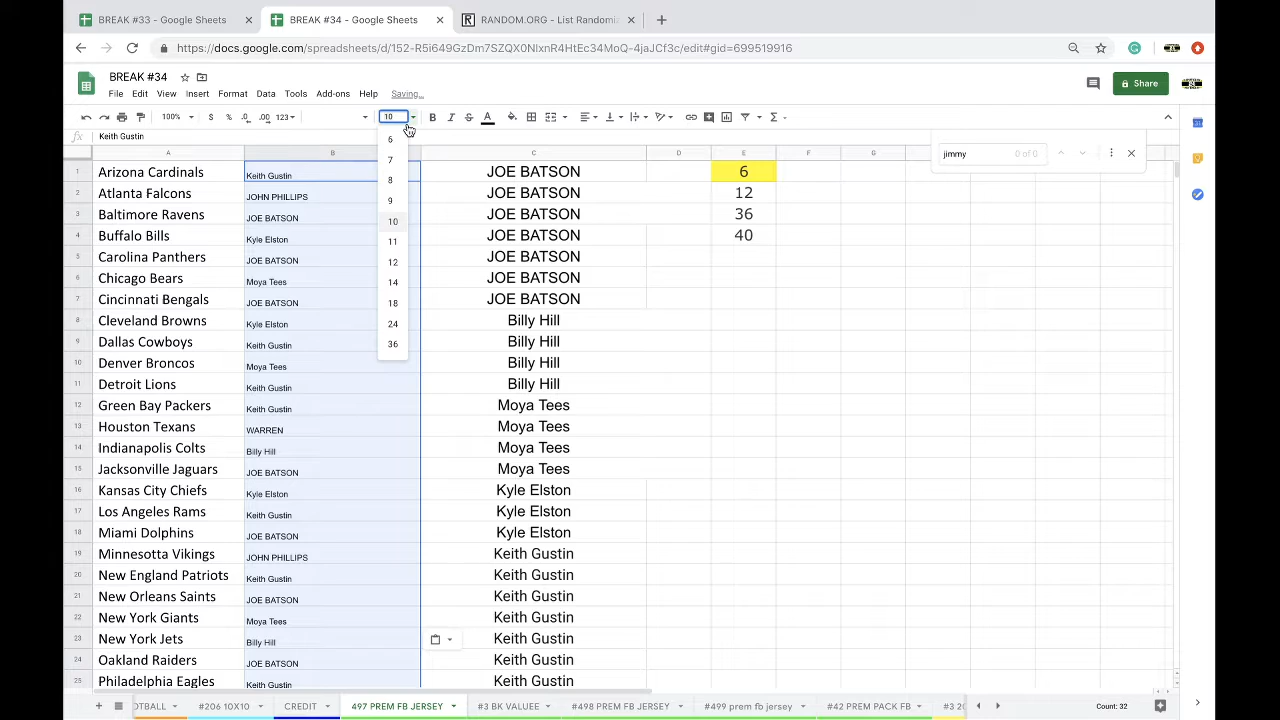 BREAK #33 - Google Sheets
BREAK #34 - Google Sheets
RANDOM.ORG - List Randomi
https://docs.google.com/spreadsheets/d/152-R5i649GzDm7SZQX0NIxnR4HtEc34MoQ-4jaJCf3c/edit#gid=699519916
BREAK #34
File Edit View Insert Format Data Tools Add-ons Help Saving...
Share
100% $ % .0 .00 123 10
fx Keith Gustin
jimmy 0 of 0
6
7
8
9
10
11
12
14
18
24
36
A B C D E F G
1 Arizona Cardinals Keith Gustin JOE BATSON 6
2 Atlanta Falcons JOHN PHILLIPS JOE BATSON 12
3 Baltimore Ravens JOE BATSON JOE BATSON 36
4 Buffalo Bills Kyle Elston JOE BATSON 40
5 Carolina Panthers JOE BATSON JOE BATSON
6 Chicago Bears Moya Tees JOE BATSON
7 Cincinnati Bengals JOE BATSON JOE BATSON
8 Cleveland Browns Kyle Elston Billy Hill
9 Dallas Cowboys Keith Gustin Billy Hill
10 Denver Broncos Moya Tees Billy Hill
11 Detroit Lions Keith Gustin Billy Hill
12 Green Bay Packers Keith Gustin Moya Tees
13 Houston Texans WARREN Moya Tees
14 Indianapolis Colts Billy Hill Moya Tees
15 Jacksonville Jaguars JOE BATSON Moya Tees
16 Kansas City Chiefs Kyle Elston Kyle Elston
17 Los Angeles Rams Keith Gustin Kyle Elston
18 Miami Dolphins JOE BATSON Kyle Elston
19 Minnesotta Vikings JOHN PHILLIPS Keith Gustin
20 New England Patriots Keith Gustin Keith Gustin
21 New Orleans Saints JOE BATSON Keith Gustin
22 New York Giants Moya Tees Keith Gustin
23 New York Jets Billy Hill Keith Gustin
24 Oakland Raiders JOE BATSON Keith Gustin
25 Philadelphia Eagles Keith Gustin Keith Gustin
OTBALL #206 10X10 CREDIT 497 PREM FB JERSEY #3 BK VALUEE #498 PREM FB JERSEY #499 prem fb jersey #42 PREM PACK FB #3 20 Count: 32